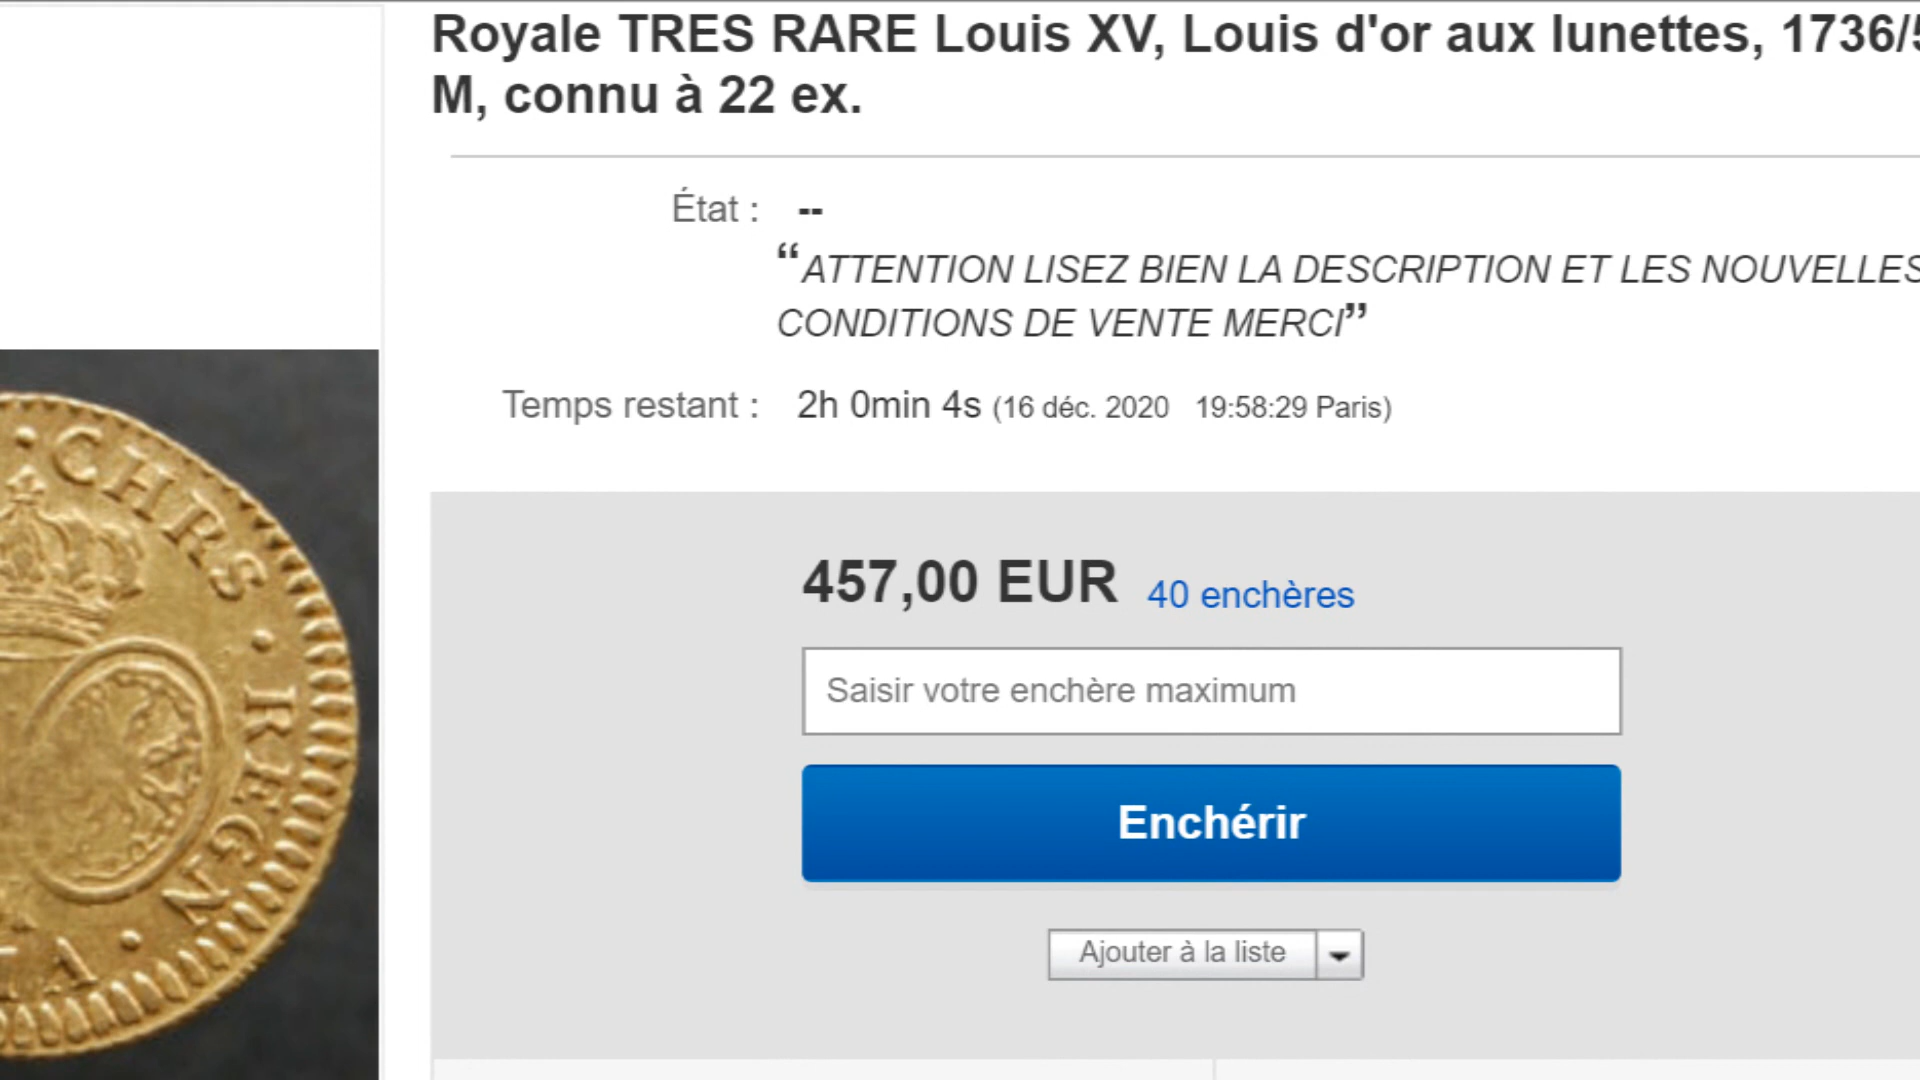 Royale TRES RARE Louis XV, Louis d'or aux lunettes, 1736/5
M, connu à 22 ex.
État : --
“ATTENTION LISEZ BIEN LA DESCRIPTION ET LES NOUVELLES
CONDITIONS DE VENTE MERCI”
Temps restant : 2h 0min 4s (16 déc. 2020 19:58:29 Paris)
457,00 EUR 40 enchères
Saisir votre enchère maximum
Enchérir
Ajouter à la liste
CHRS · REGN